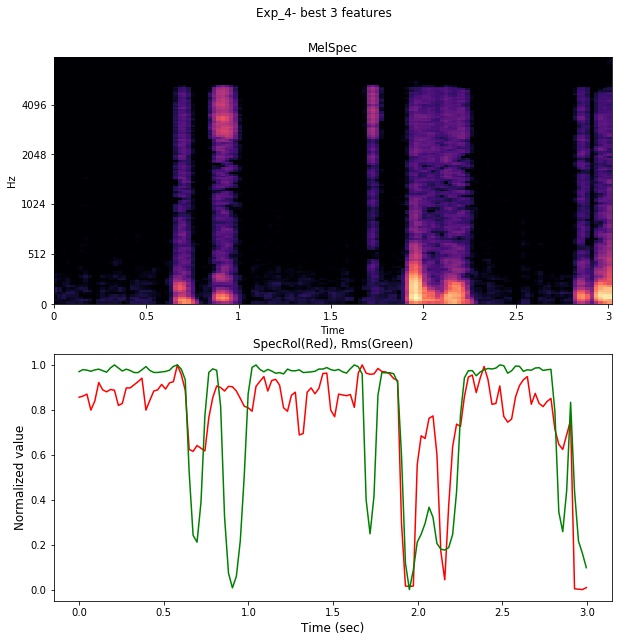 Exp_4- best 3 features
MelSpec
4096
2048
1024
512
0
Hz
0 0.5 1 1.5 2 2.5 3
Time
SpecRol(Red), Rms(Green)
1.0
0.8
0.6
0.4
0.2
0.0
Normalized value
0.0 0.5 1.0 1.5 2.0 2.5 3.0
Time (sec)